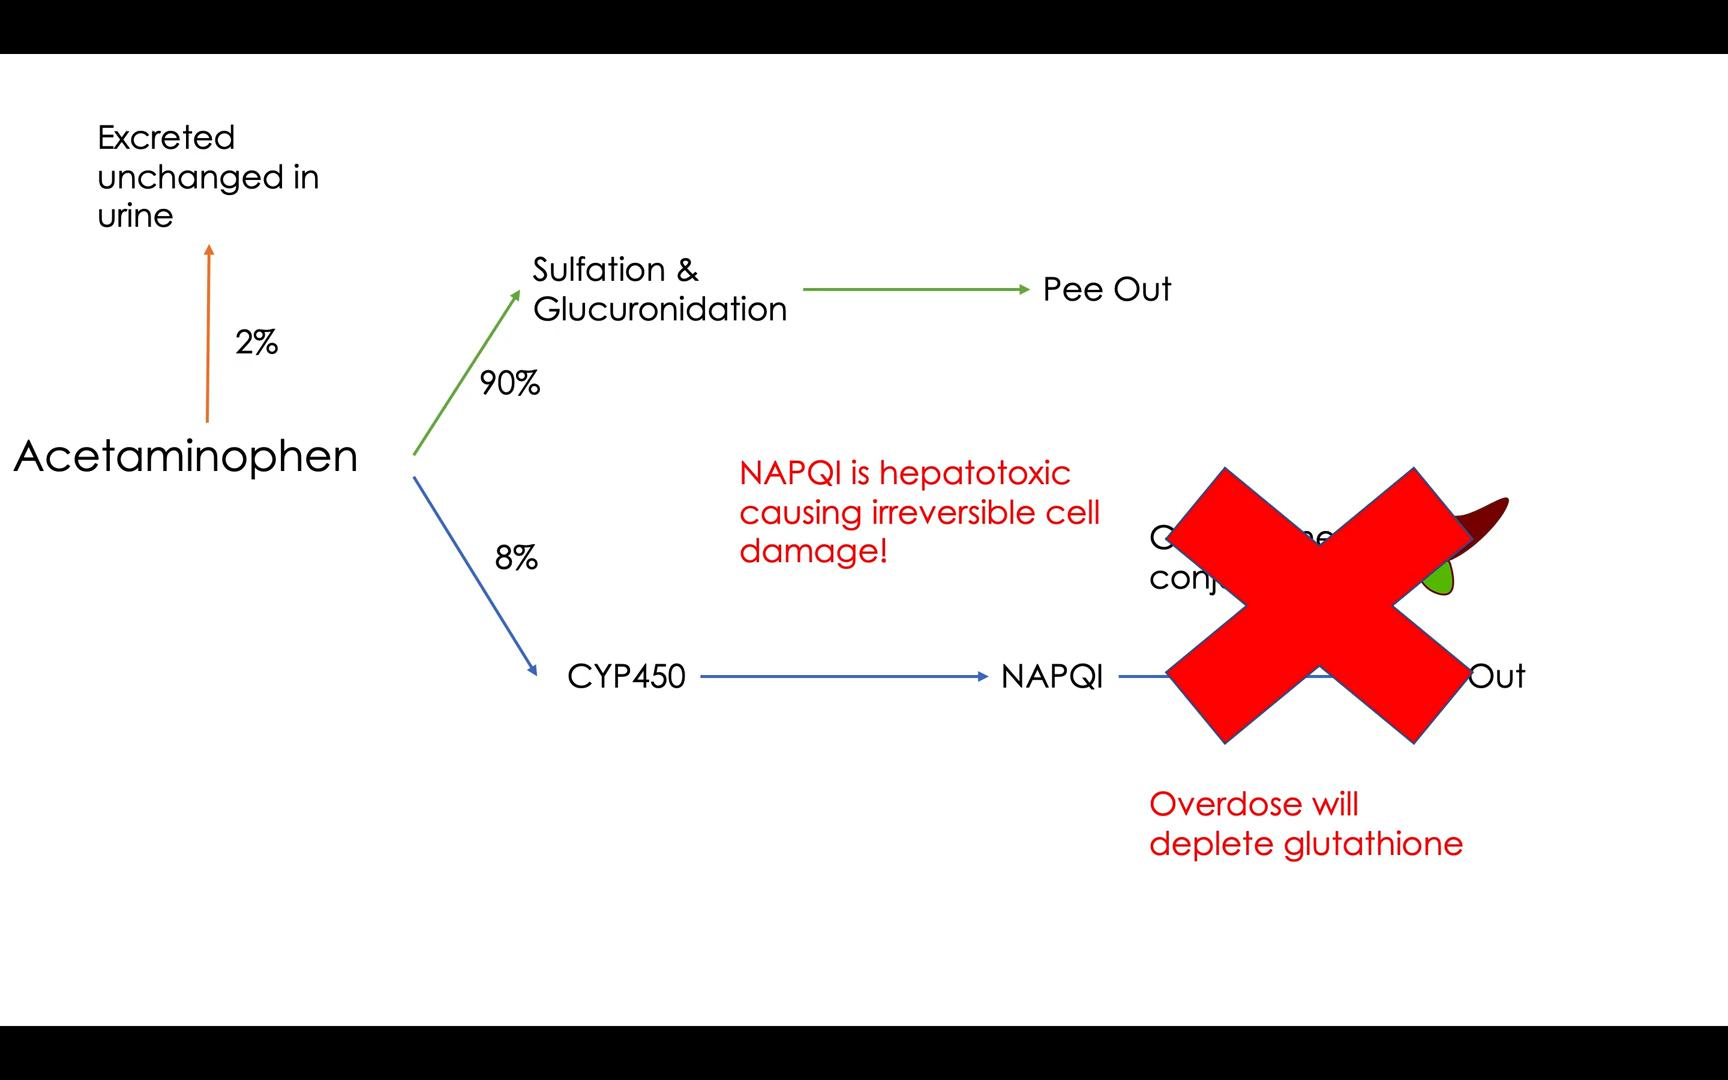 Excreted
unchanged in
urine
2%
Sulfation &
Glucuronidation
Pee Out
90%
Acetaminophen
NAPQI is hepatotoxic
causing irreversible cell
damage!
8%
CYP450
NAPQI
Out
Overdose will
deplete glutathione